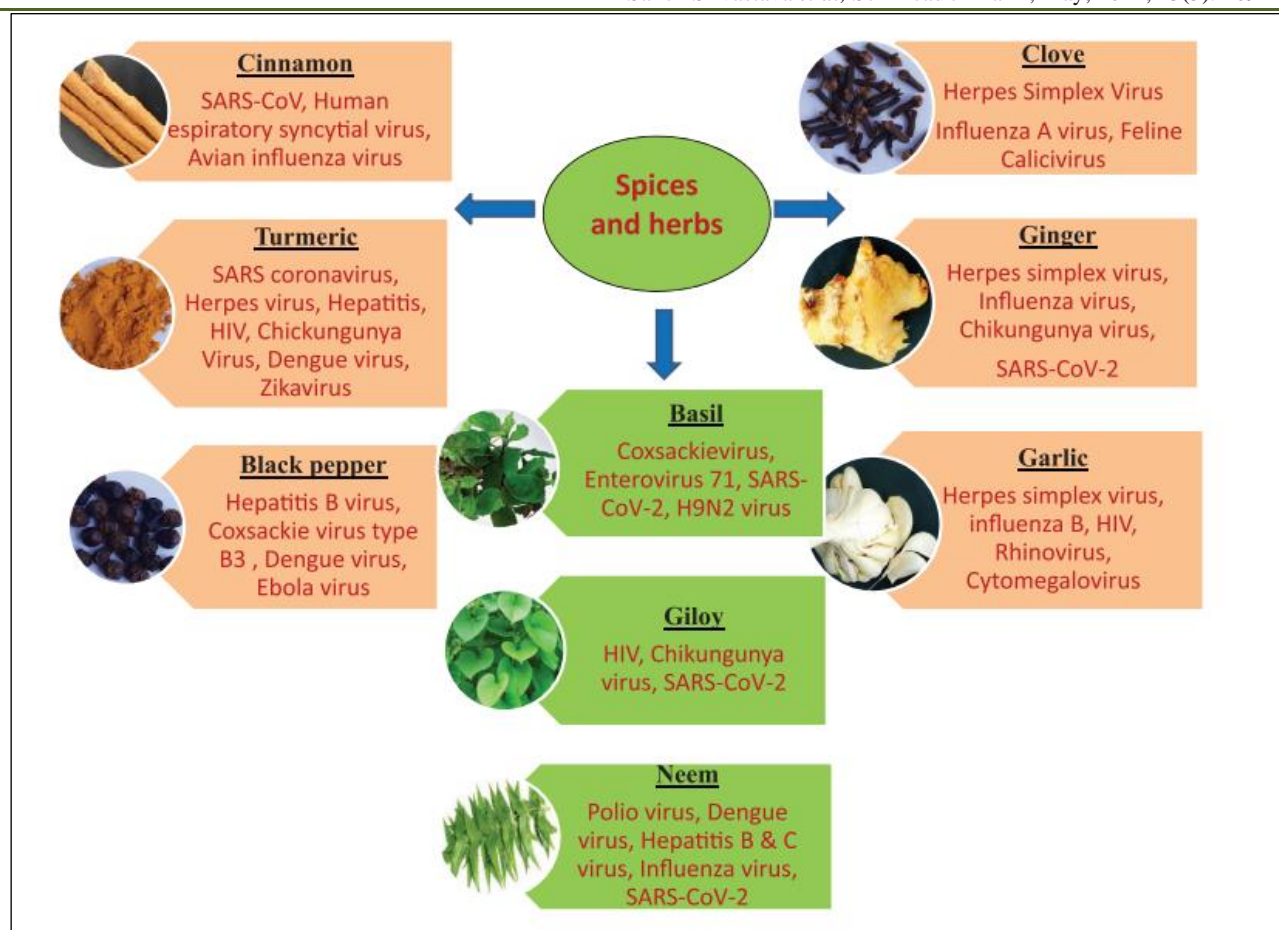 Cinnamon
SARS-CoV, Human
espiratory syncytial virus,
Avian influenza virus
Turmeric
SARS coronavirus,
Herpes virus, Hepatitis,
HIV, Chickungunya
Virus, Dengue virus,
Zikavirus
Black pepper
Hepatitis B virus,
Coxsackie virus type
B3 , Dengue virus,
Ebola virus
Spices
and herbs
Basil
Coxsackievirus,
Enterovirus 71, SARS-
CoV-2, H9N2 virus
Giloy
HIV, Chikungunya
virus, SARS-CoV-2
Neem
Polio virus, Dengue
virus, Hepatitis B & C
virus, Influenza virus,
SARS-CoV-2
Clove
Herpes Simplex Virus
Influenza A virus, Feline
Calicivirus
Ginger
Herpes simplex virus,
Influenza virus,
Chikungunya virus,
SARS-CoV-2
Garlic
Herpes simplex virus,
influenza B, HIV,
Rhinovirus,
Cytomegalovirus